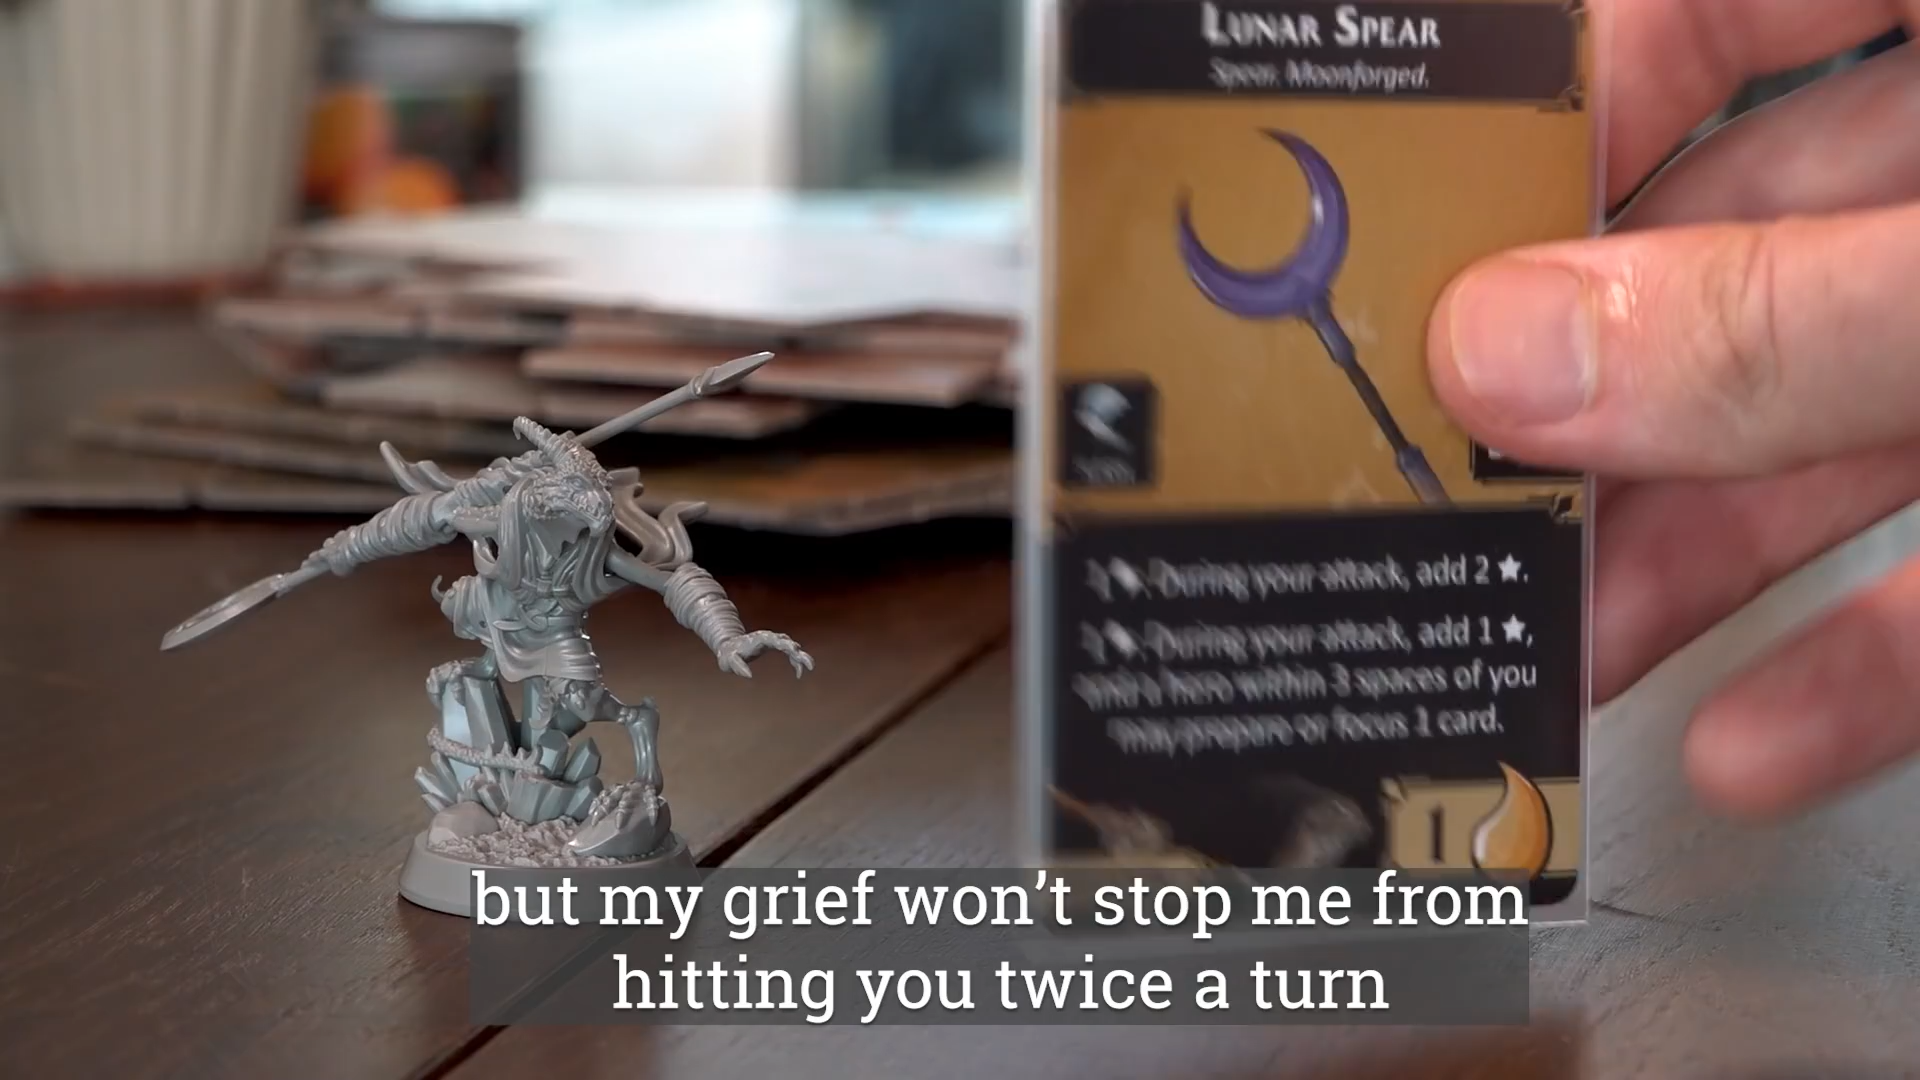 LUNAR SPEAR
Spear. Moonforged.
During your attack, add 2 ★.
During your attack, add 1 ★,
and a hero within 3 spaces of you
may prepare or focus 1 card.
1
but my grief won't stop me from
hitting you twice a turn